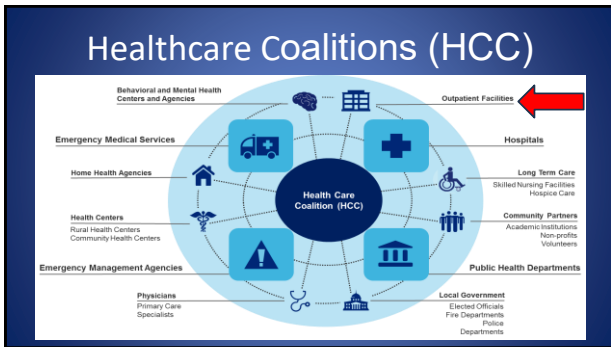 Healthcare Coalitions (HCC)
Behavioral and Mental Health
Centers and Agencies
Outpatient Facilities
Emergency Medical Services
Hospitals
Home Health Agencies
Long Term Care
Skilled Nursing Facilities
Hospice Care
Health Care
Coalition (HCC)
Health Centers
Rural Health Centers
Community Health Centers
Community Partners
Academic Institutions
Non-profits
Volunteers
Emergency Management Agencies
Public Health Departments
Physicians
Primary Care
Specialists
Local Government
Elected Officials
Fire Departments
Police
Departments